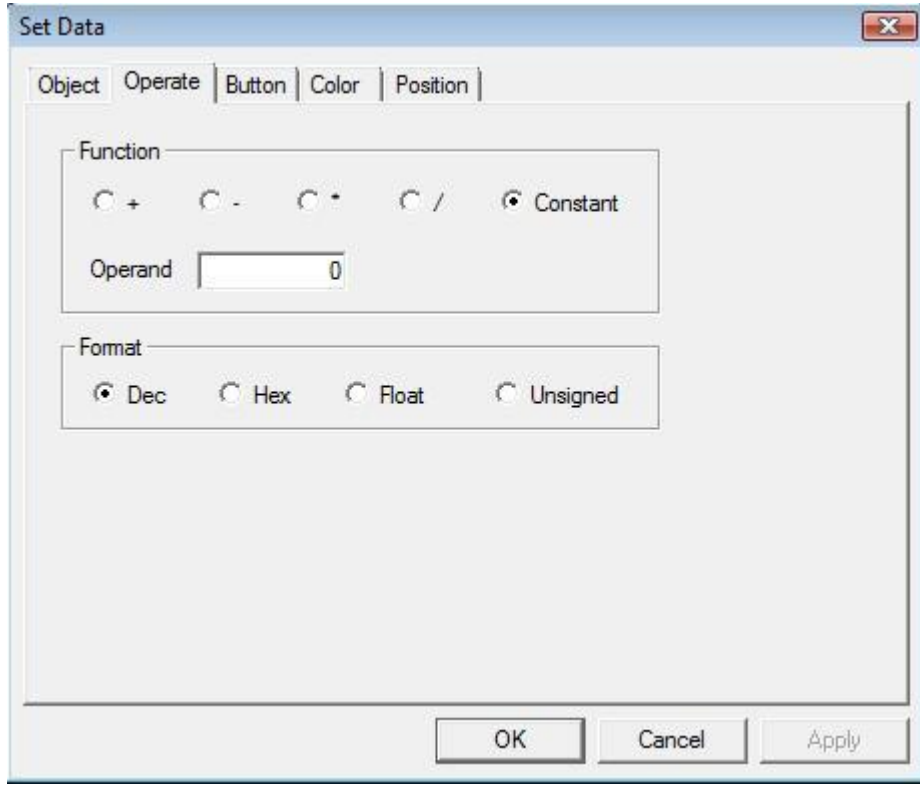 Set Data
Object Operate Button Color Position
Function
+ - * / Constant
Operand 0
Format
Dec Hex Float Unsigned
OK Cancel Apply